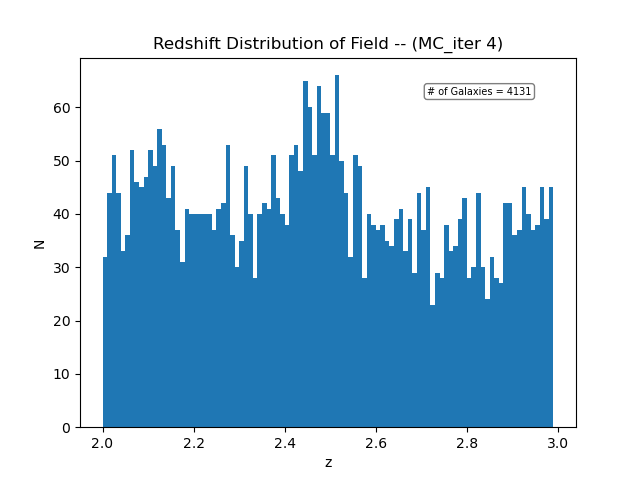 Redshift Distribution of Field -- (MC_iter 4)
# of Galaxies = 4131
60
50
40
30
20
10
0
N
2.0 2.2 2.4 2.6 2.8 3.0
z